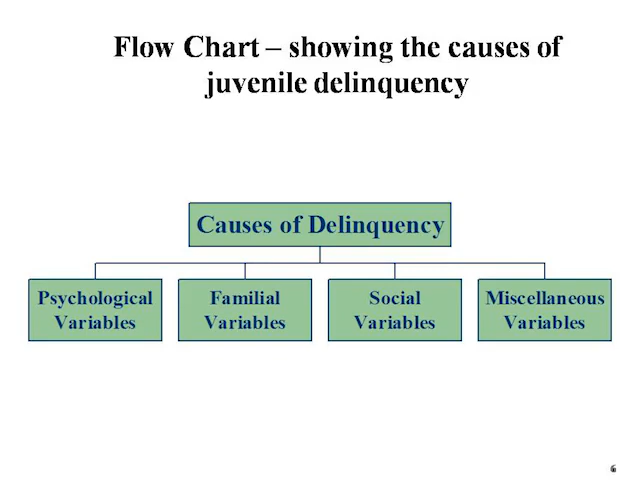 Flow Chart – showing the causes of
juvenile delinquency
Causes of Delinquency
Psychological
Variables
Familial
Variables
Social
Variables
Miscellaneous
Variables
6